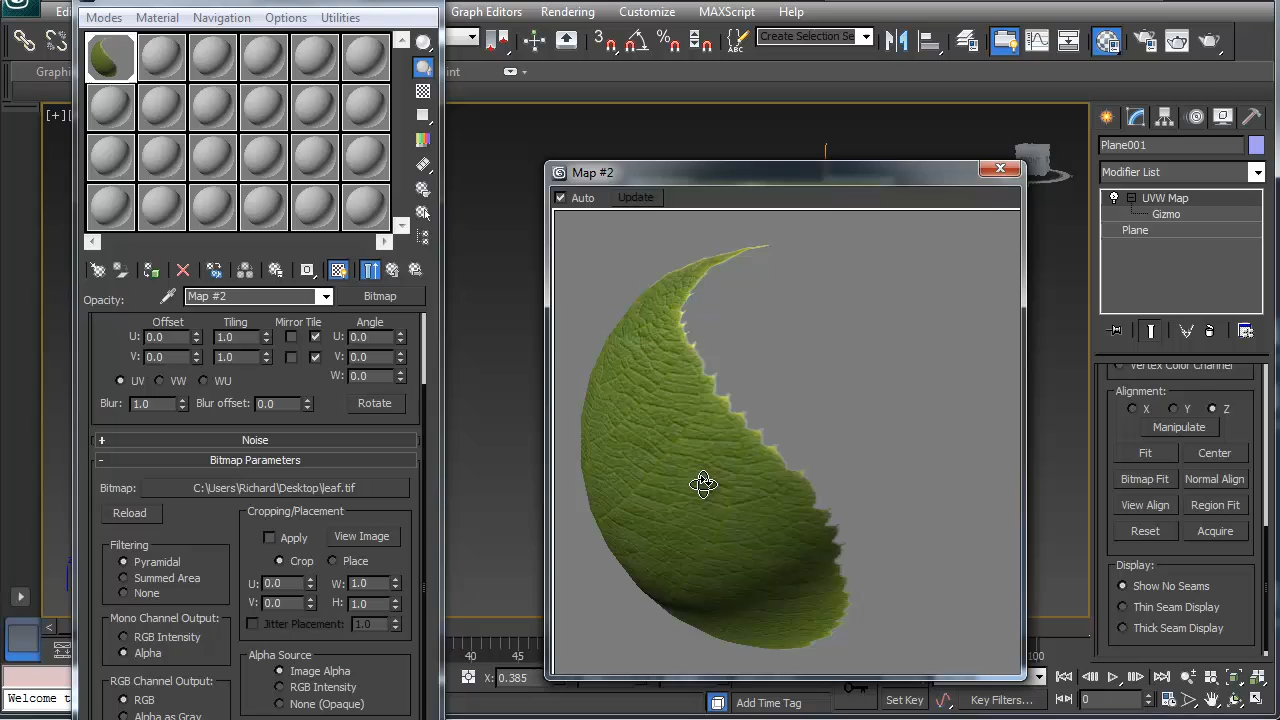 Modes Material Navigation Options Utilities
Graph Editors Rendering Customize MAXScript Help
Create Selection Se
[+]
Map #2
Auto Update
Opacity: Map #2 Bitmap
Offset Tiling Mirror Tile Angle
U: 0.0 1.0 U: 0.0
V: 0.0 1.0 V: 0.0
W: 0.0
UV VW WU
Blur: 1.0 Blur offset: 0.0 Rotate
+ Noise
- Bitmap Parameters
Bitmap: C:\Users\Richard\Desktop\leaf.tif
Reload
Cropping/Placement
Apply View Image
Crop Place
U: 0.0 W: 1.0
V: 0.0 H: 1.0
Jitter Placement: 1.0
Filtering
Pyramidal
Summed Area
None
Mono Channel Output:
RGB Intensity
Alpha
RGB Channel Output:
RGB
Alpha as Gray
Alpha Source
Image Alpha
RGB Intensity
None (Opaque)
Plane001
Modifier List
UVW Map
Gizmo
Plane
Vertex Color Channel
Alignment:
X Y Z
Manipulate
Fit Center
Bitmap Fit Normal Align
View Align Region Fit
Reset Acquire
Display:
Show No Seams
Thin Seam Display
Thick Seam Display
40 45 100
X: 0.385
Welcome t
Add Time Tag
Set Key Key Filters...
0